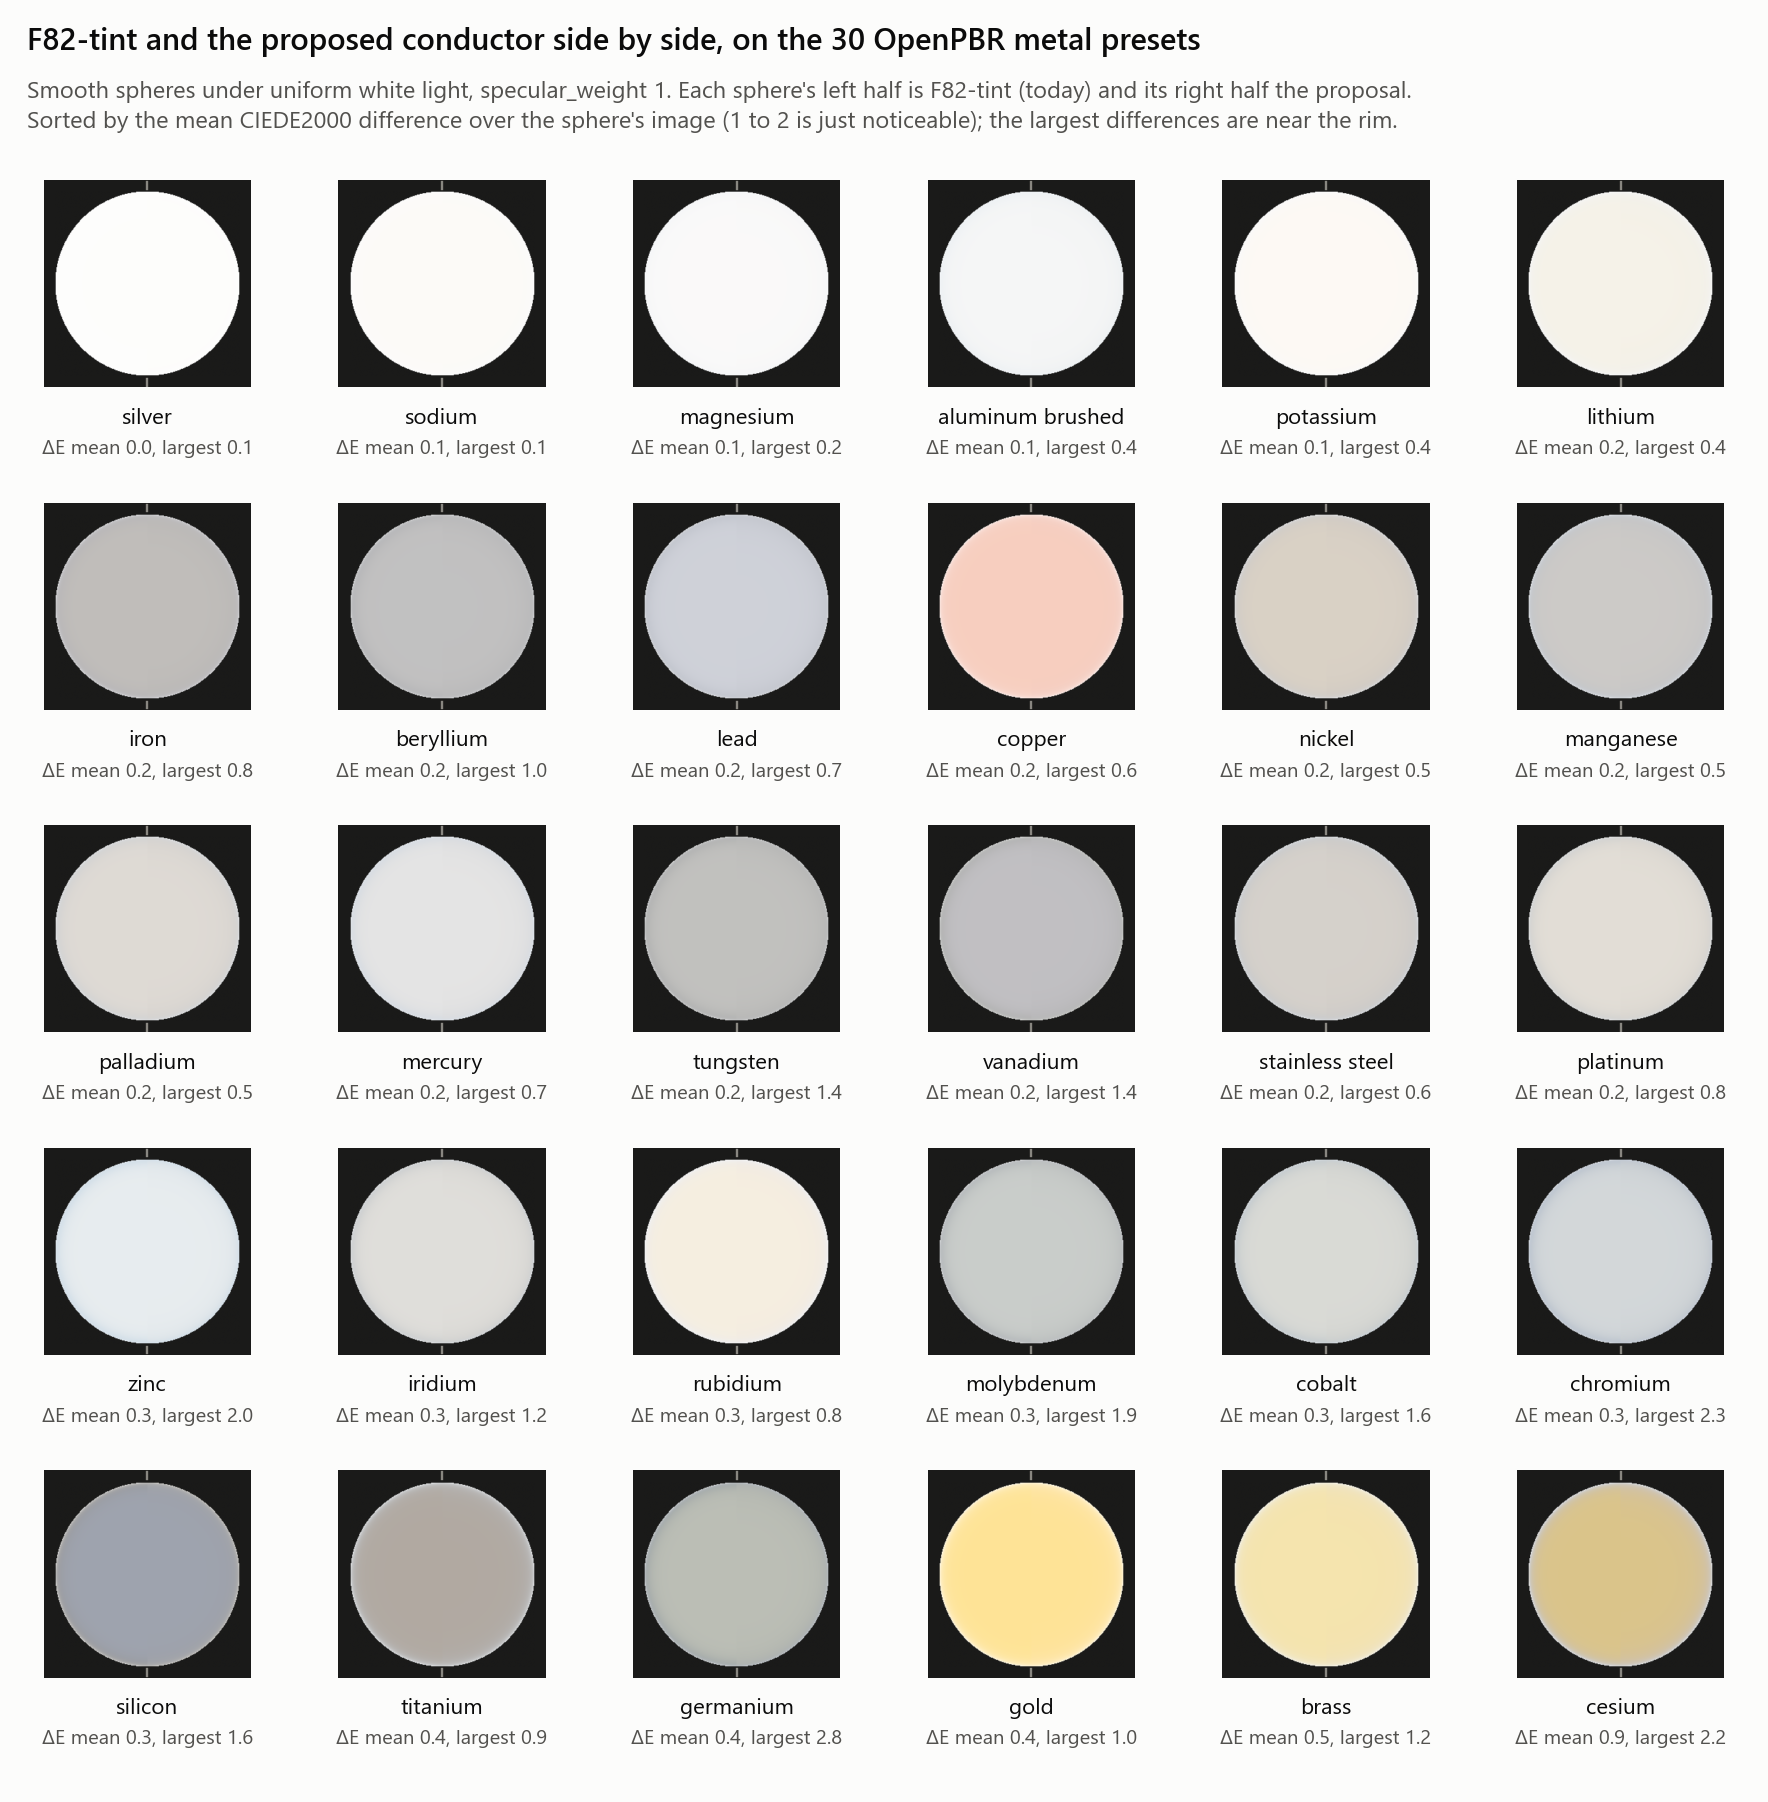 F82-tint and the proposed conductor side by side, on the 30 OpenPBR metal presets
Smooth spheres under uniform white light, specular_weight 1. Each sphere's left half is F82-tint (today) and its right half the proposal.
Sorted by the mean CIEDE2000 difference over the sphere's image (1 to 2 is just noticeable); the largest differences are near the rim.
silver
ΔE mean 0.0, largest 0.1
sodium
ΔE mean 0.1, largest 0.1
magnesium
ΔE mean 0.1, largest 0.2
aluminum brushed
ΔE mean 0.1, largest 0.4
potassium
ΔE mean 0.1, largest 0.4
lithium
ΔE mean 0.2, largest 0.4
iron
ΔE mean 0.2, largest 0.8
beryllium
ΔE mean 0.2, largest 1.0
lead
ΔE mean 0.2, largest 0.7
copper
ΔE mean 0.2, largest 0.6
nickel
ΔE mean 0.2, largest 0.5
manganese
ΔE mean 0.2, largest 0.5
palladium
ΔE mean 0.2, largest 0.5
mercury
ΔE mean 0.2, largest 0.7
tungsten
ΔE mean 0.2, largest 1.4
vanadium
ΔE mean 0.2, largest 1.4
stainless steel
ΔE mean 0.2, largest 0.6
platinum
ΔE mean 0.2, largest 0.8
zinc
ΔE mean 0.3, largest 2.0
iridium
ΔE mean 0.3, largest 1.2
rubidium
ΔE mean 0.3, largest 0.8
molybdenum
ΔE mean 0.3, largest 1.9
cobalt
ΔE mean 0.3, largest 1.6
chromium
ΔE mean 0.3, largest 2.3
silicon
ΔE mean 0.3, largest 1.6
titanium
ΔE mean 0.4, largest 0.9
germanium
ΔE mean 0.4, largest 2.8
gold
ΔE mean 0.4, largest 1.0
brass
ΔE mean 0.5, largest 1.2
cesium
ΔE mean 0.9, largest 2.2